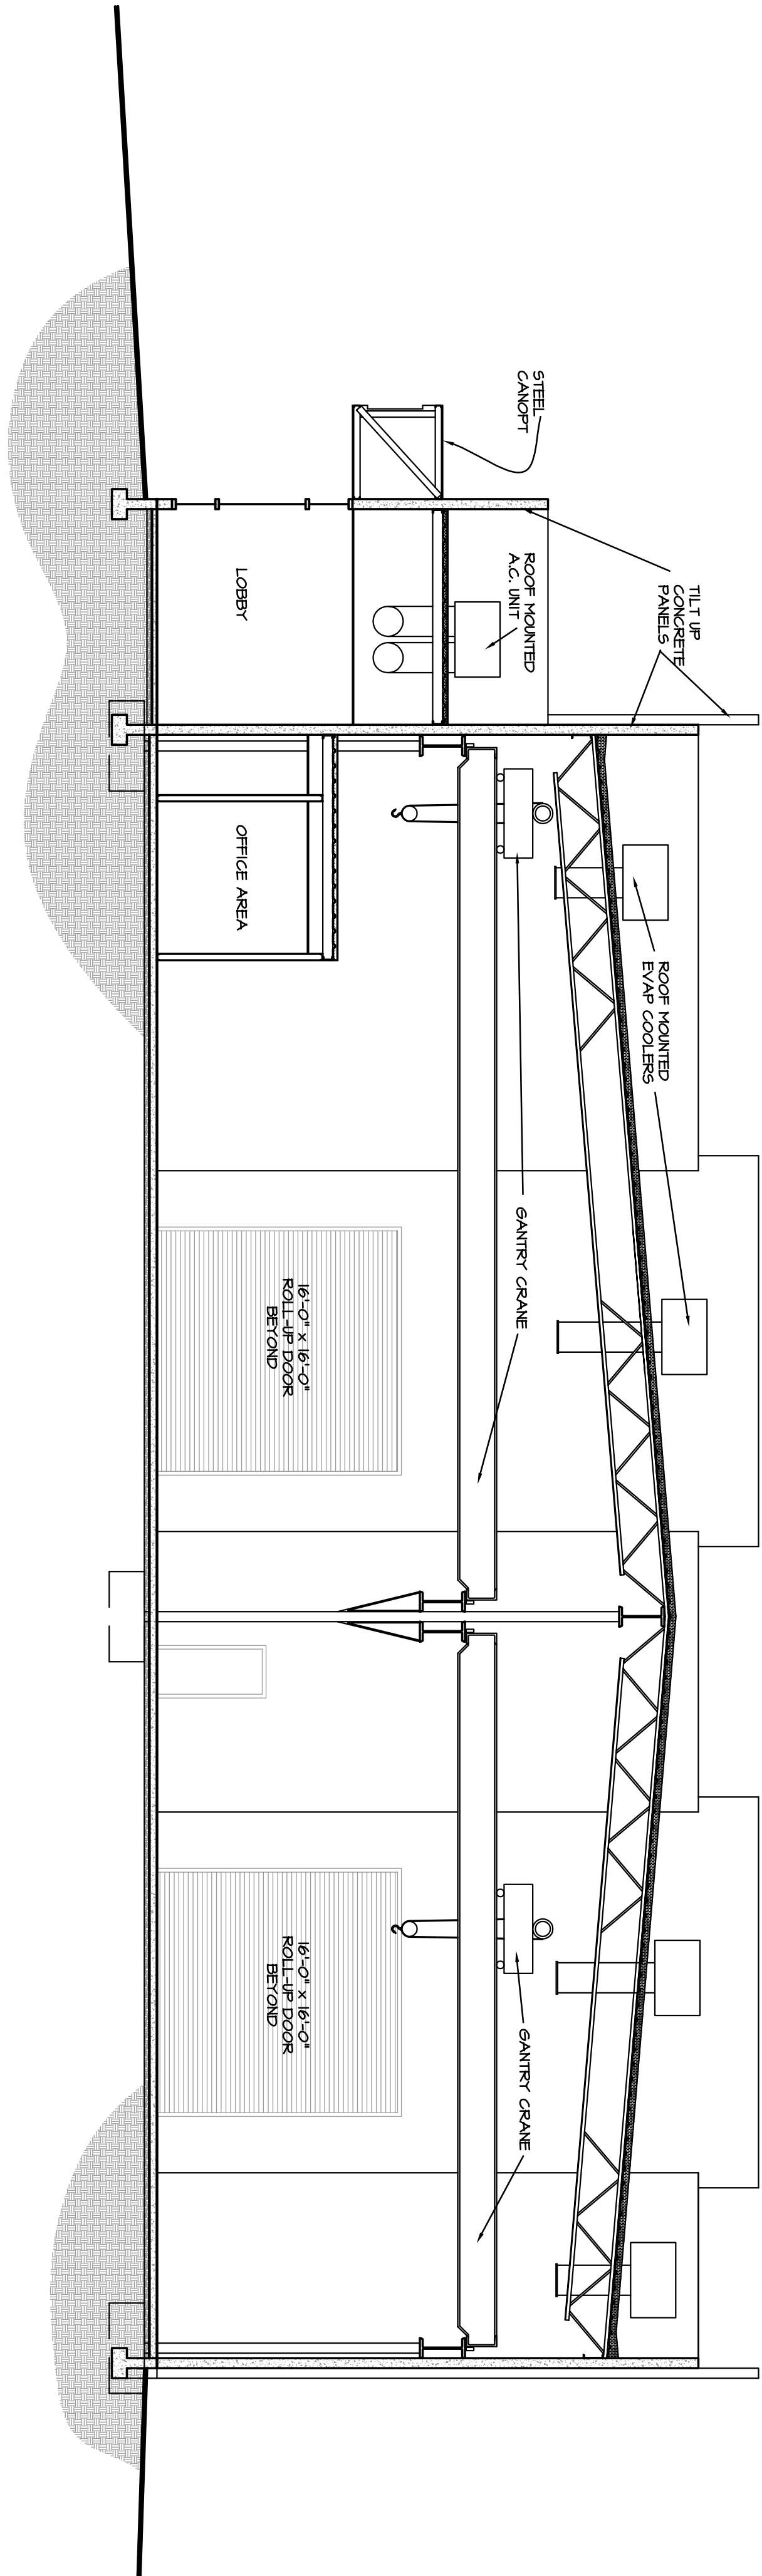 STEEL
CANOPT
TILT UP
CONCRETE
PANELS
ROOF MOUNTED
A.C. UNIT
LOBBY
ROOF MOUNTED
EVAP COOLERS
OFFICE AREA
GANTRY CRANE
16'-0" x 16'-0"
ROLL-UP DOOR
BEYOND
GANTRY CRANE
16'-0" x 16'-0"
ROLL-UP DOOR
BEYOND